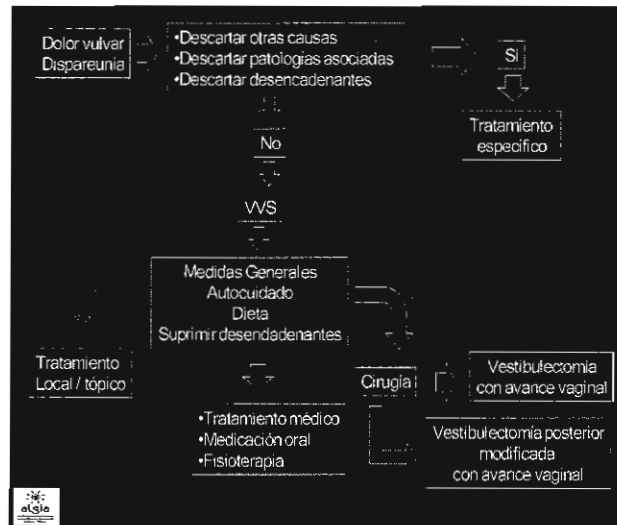 Dolor vulvar
Dispareunia
•Descartar otras causas
•Descartar patologías asociadas
•Descartar desencadenantes
SI
Tratamiento
específico
No
VVS
Medidas Generales
Autocuidado
Dieta
Suprimir desendadenantes
Tratamiento
Local / tópico
•Tratamiento médico
•Medicación oral
•Fisioterapia
Cirugía
Vestibulectomía
con avance vaginal
Vestibulectomía posterior
modificada
con avance vaginal
algia